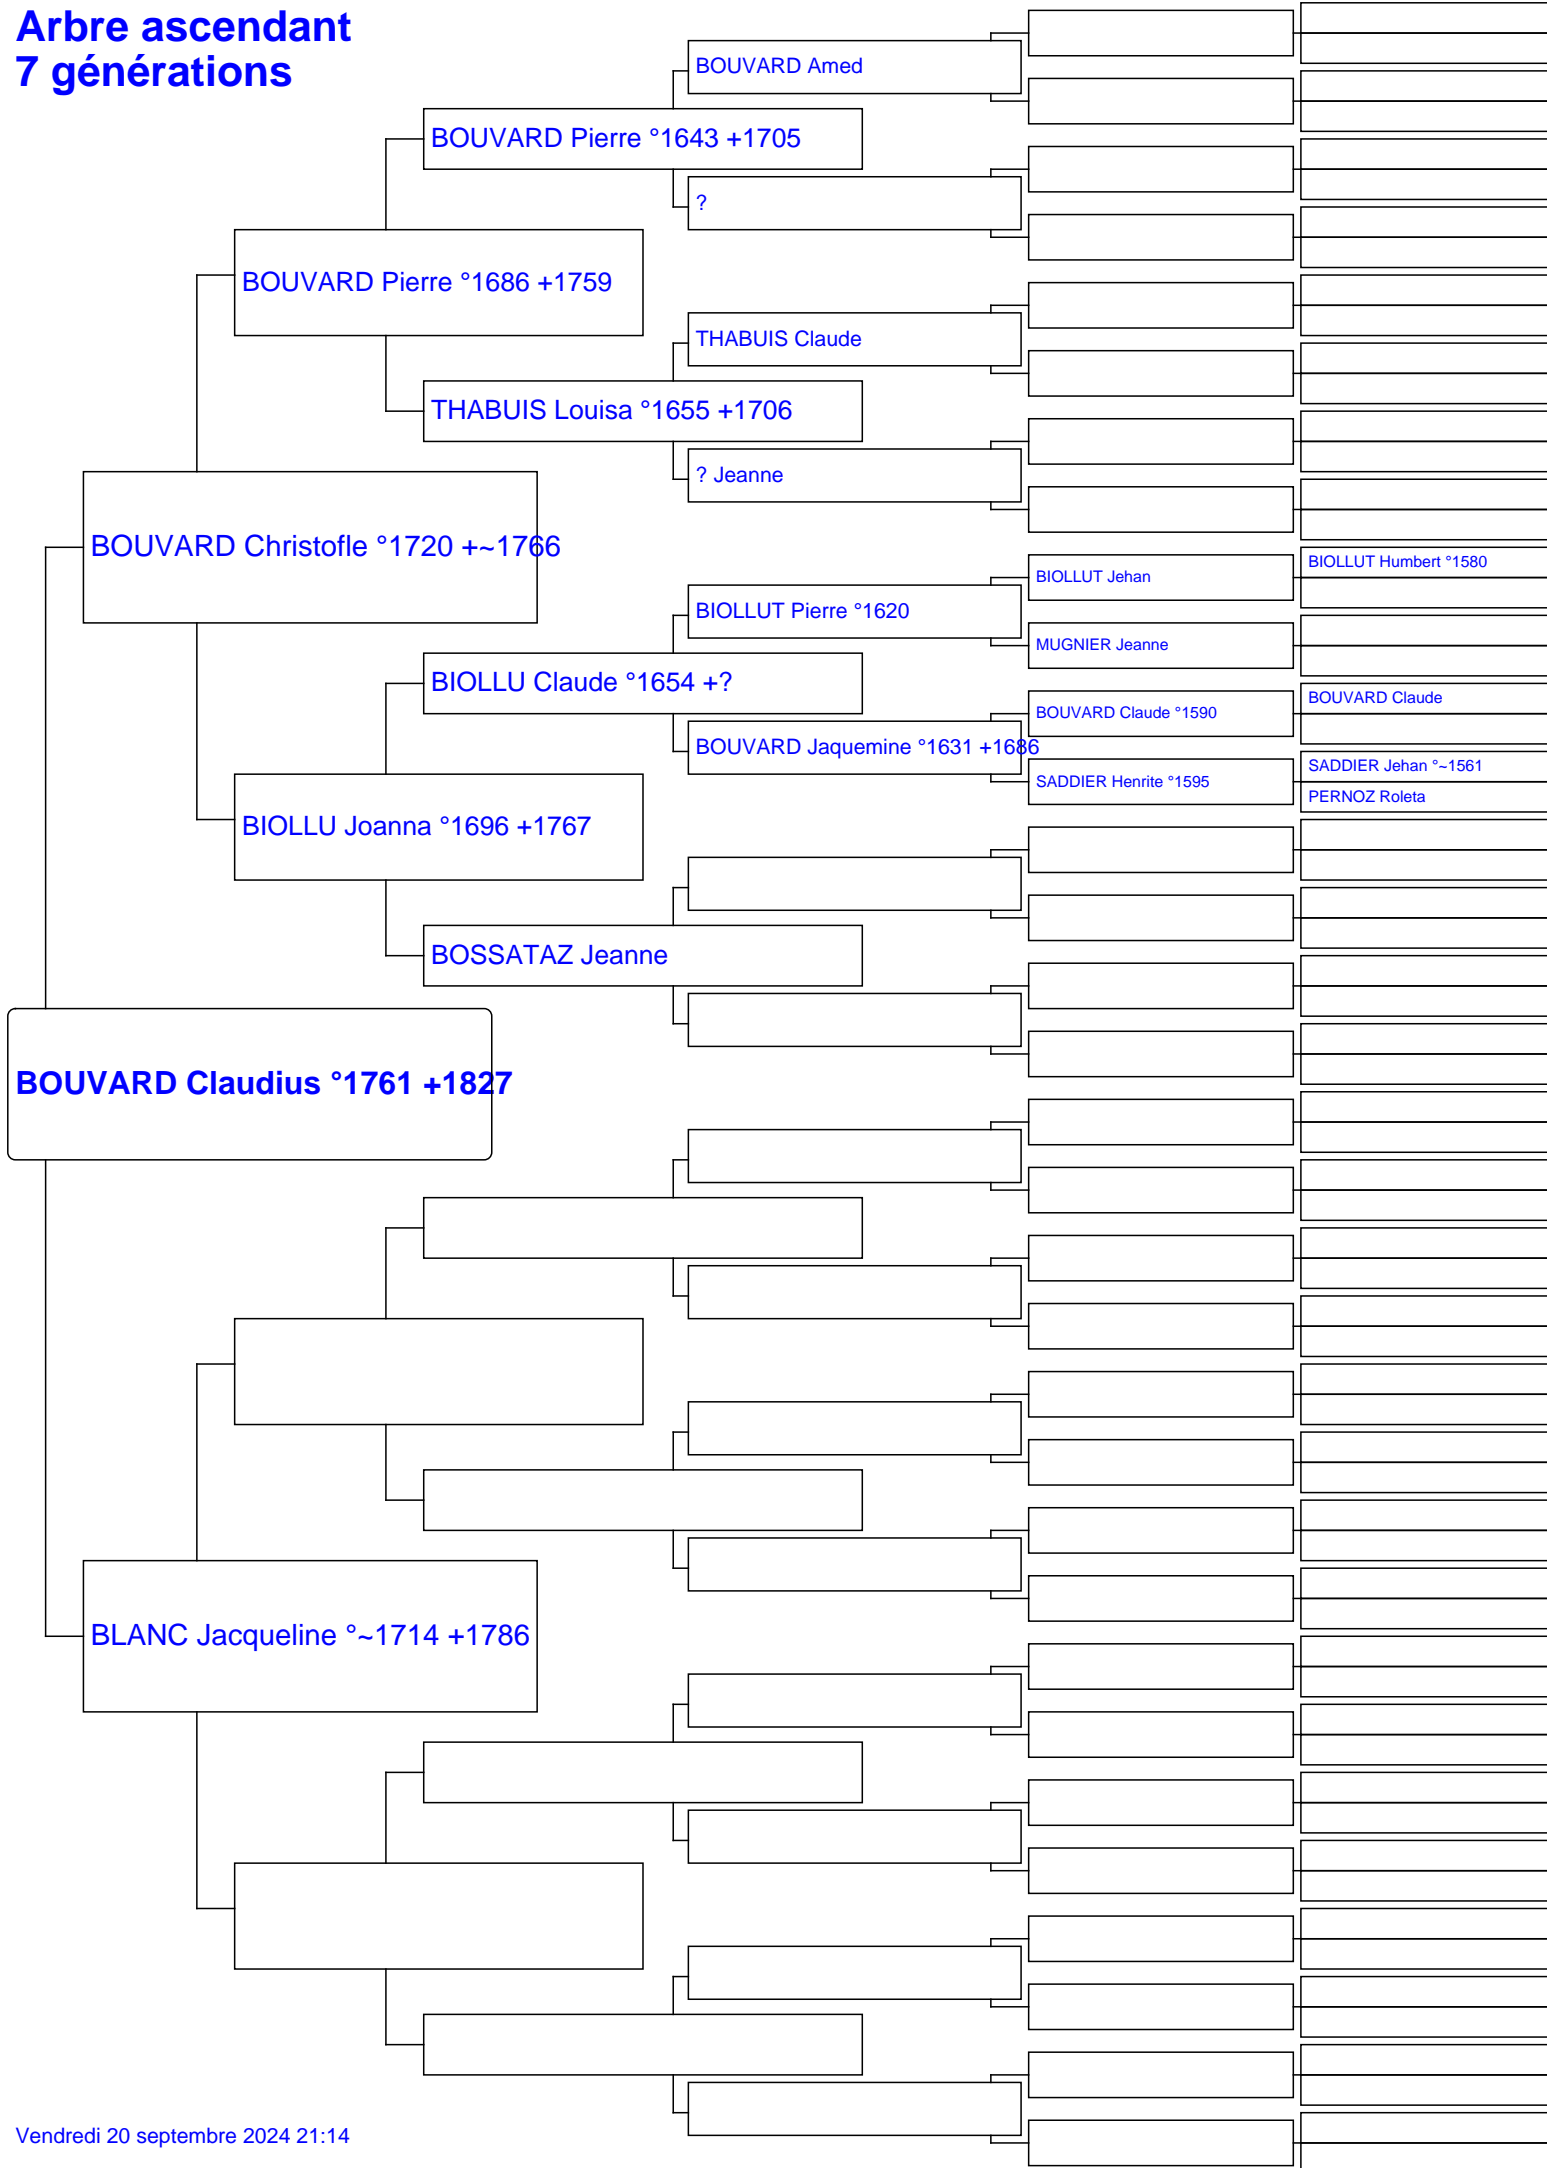 Arbre ascendant
7 générations
BOUVARD Amed
BOUVARD Pierre °1643 +1705
?
BOUVARD Pierre °1686 +1759
THABUIS Claude
THABUIS Louisa °1655 +1706
? Jeanne
BOUVARD Christofle °1720 +~1766
BIOLLUT Humbert °1580
BIOLLUT Jehan
BIOLLUT Pierre °1620
MUGNIER Jeanne
BIOLLU Claude °1654 +?
BOUVARD Claude
BOUVARD Claude °1590
BOUVARD Jaquemine °1631 +1686
SADDIER Jehan °~1561
SADDIER Henrite °1595
PERNOZ Roleta
BIOLLU Joanna °1696 +1767
BOSSATAZ Jeanne
BOUVARD Claudius °1761 +1827
BLANC Jacqueline °~1714 +1786
Vendredi 20 septembre 2024 21:14